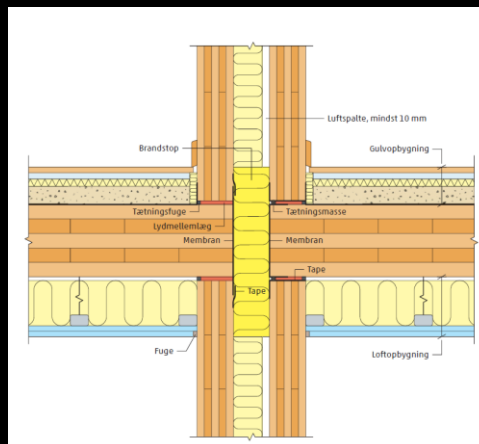 Luftspalte, mindst 10 mm
Brandstop
Gulvopbygning
Tætningsfuge
Tætningsmasse
Lydmellemlæg
Membran
Membran
Tape
Tape
Fuge
Loftopbygning